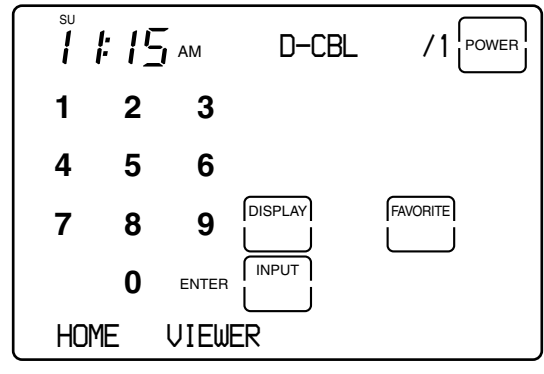 SU
11:15 AM D-CBL /1 POWER
1 2 3
4 5 6
7 8 9 DISPLAY FAVORITE
0 ENTER INPUT
HOME VIEWER